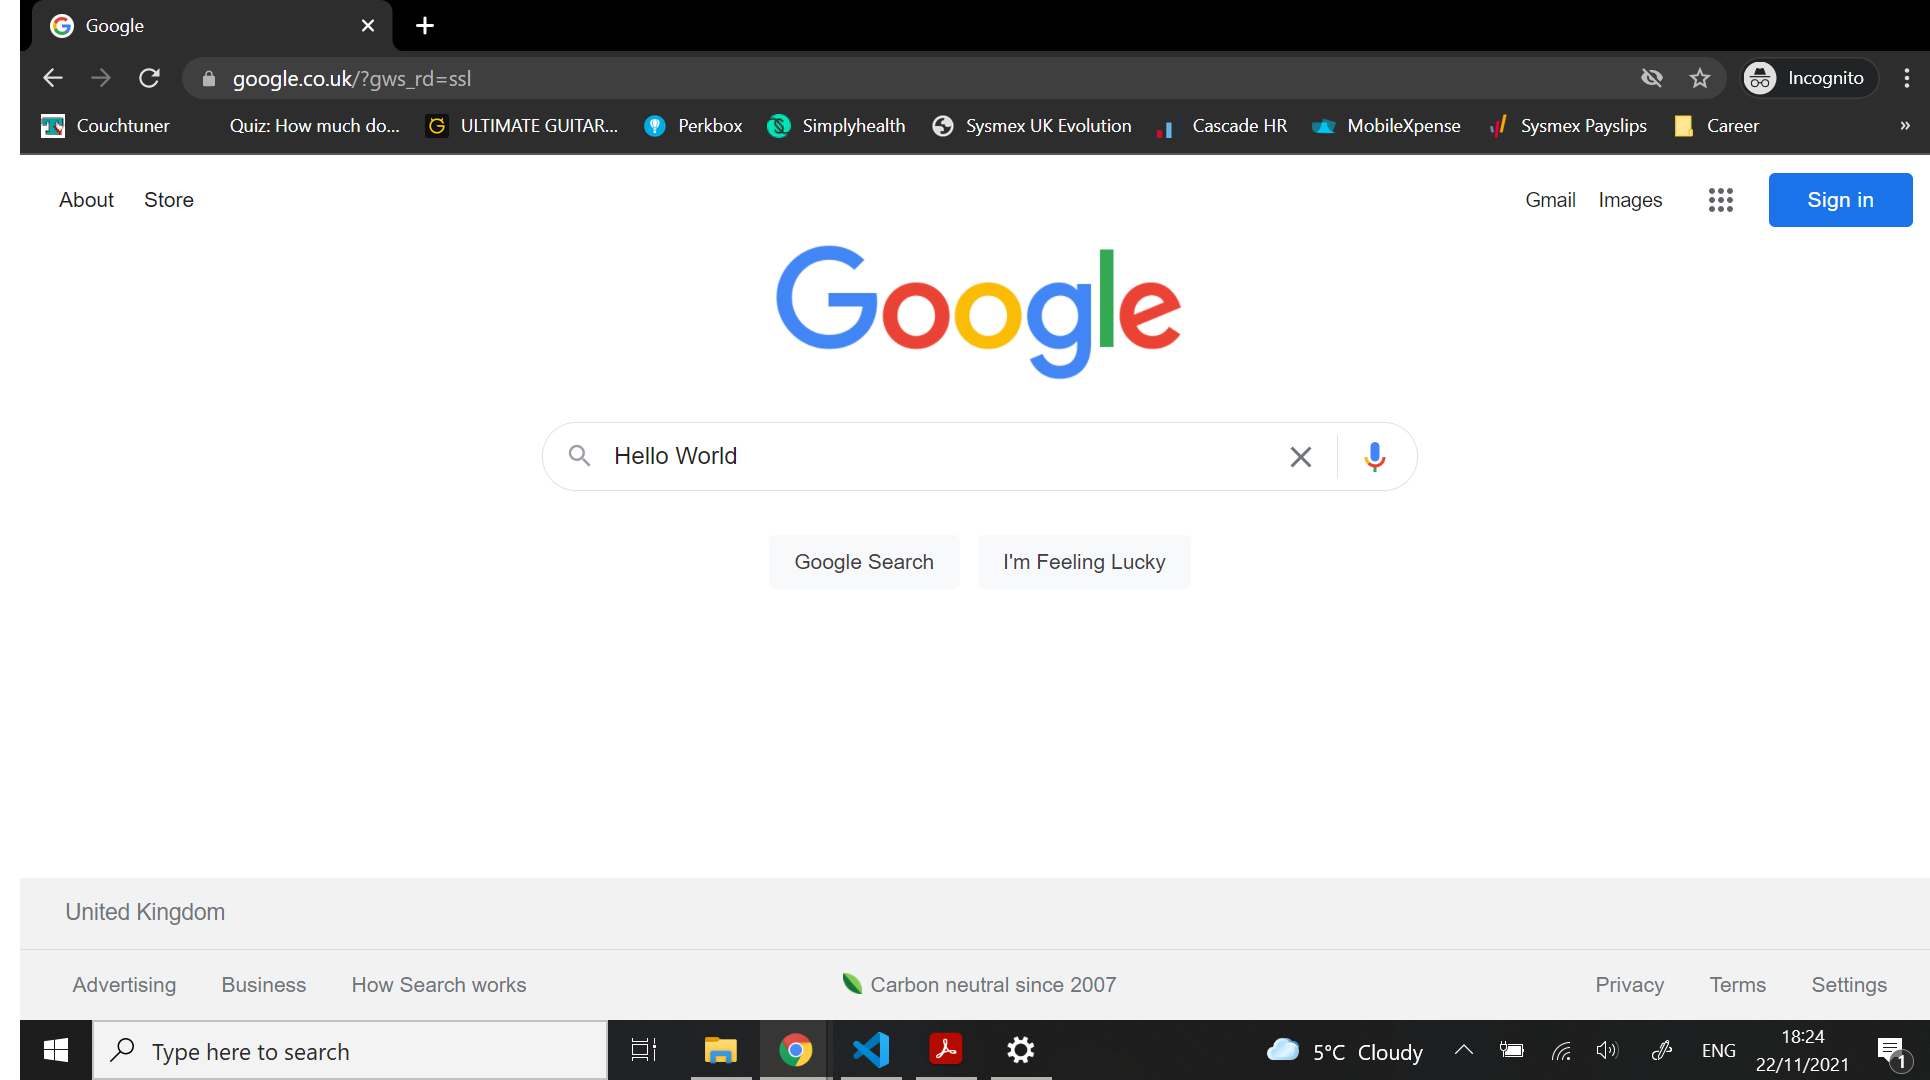 Google
google.co.uk/?gws_rd=ssl
Incognito
Couchtuner Quiz: How much do... ULTIMATE GUITAR... Perkbox Simplyhealth Sysmex UK Evolution Cascade HR MobileXpense Sysmex Payslips Career »
About Store Gmail Images Sign in
Google
Hello World
Google Search I'm Feeling Lucky
United Kingdom
Advertising Business How Search works Carbon neutral since 2007 Privacy Terms Settings
Type here to search 5°C Cloudy ENG 18:24
22/11/2021 1